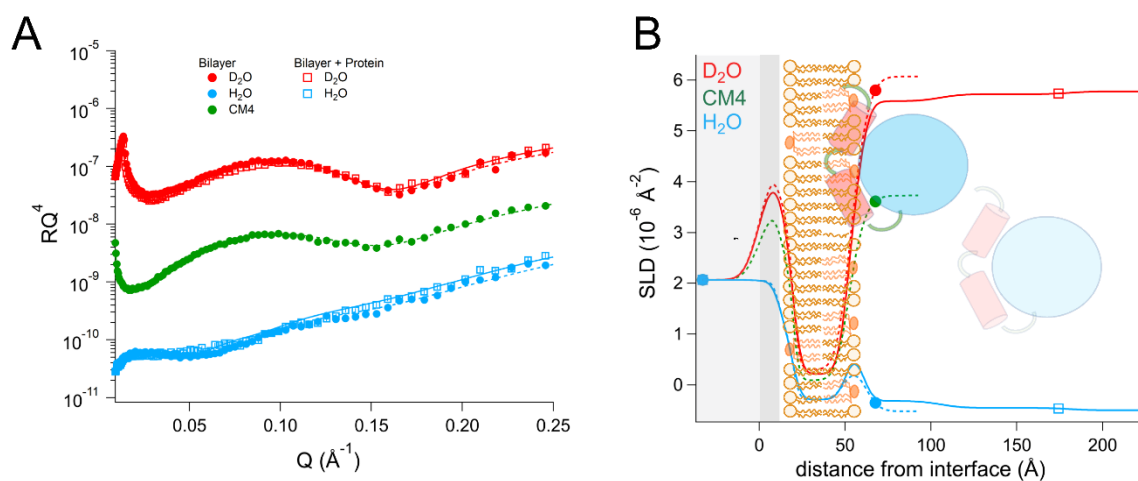 A
B
10⁻⁵
10⁻⁶
10⁻⁷
10⁻⁸
10⁻⁹
10⁻¹⁰
10⁻¹¹
RQ⁴
Bilayer
D₂O
H₂O
CM4
Bilayer + Protein
D₂O
H₂O
0.05
0.10
0.15
0.20
0.25
Q (Å⁻¹)
SLD (10⁻⁶ Å⁻²)
6
5
4
3
2
1
0
D₂O
CM4
H₂O
0
50
100
150
200
distance from interface (Å)